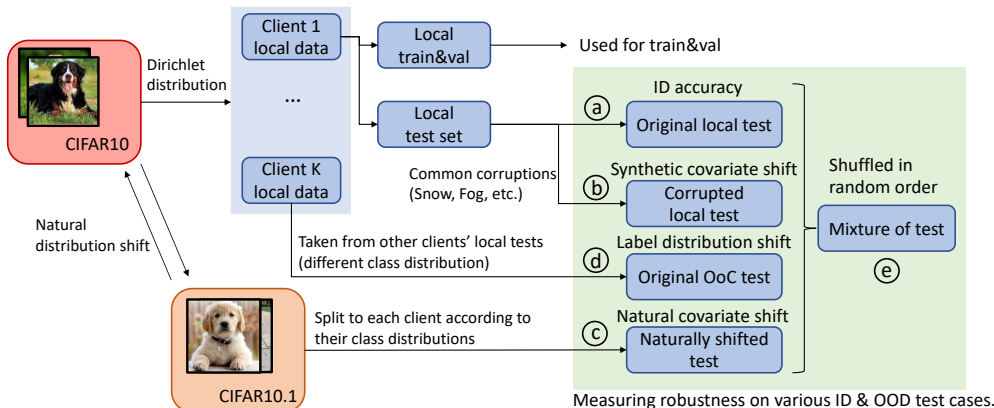 CIFAR10
Dirichlet
distribution
Client 1
local data
...
Client K
local data
Local
train&val
Used for train&val
Local
test set
Common corruptions
(Snow, Fog, etc.)
Natural
distribution shift
Taken from other clients' local tests
(different class distribution)
CIFAR10.1
Split to each client according to
their class distributions
ID accuracy
a
Original local test
Synthetic covariate shift
b
Corrupted
local test
Label distribution shift
d
Original OoC test
Natural covariate shift
c
Naturally shifted
test
Shuffled in
random order
Mixture of test
e
Measuring robustness on various ID & OOD test cases.